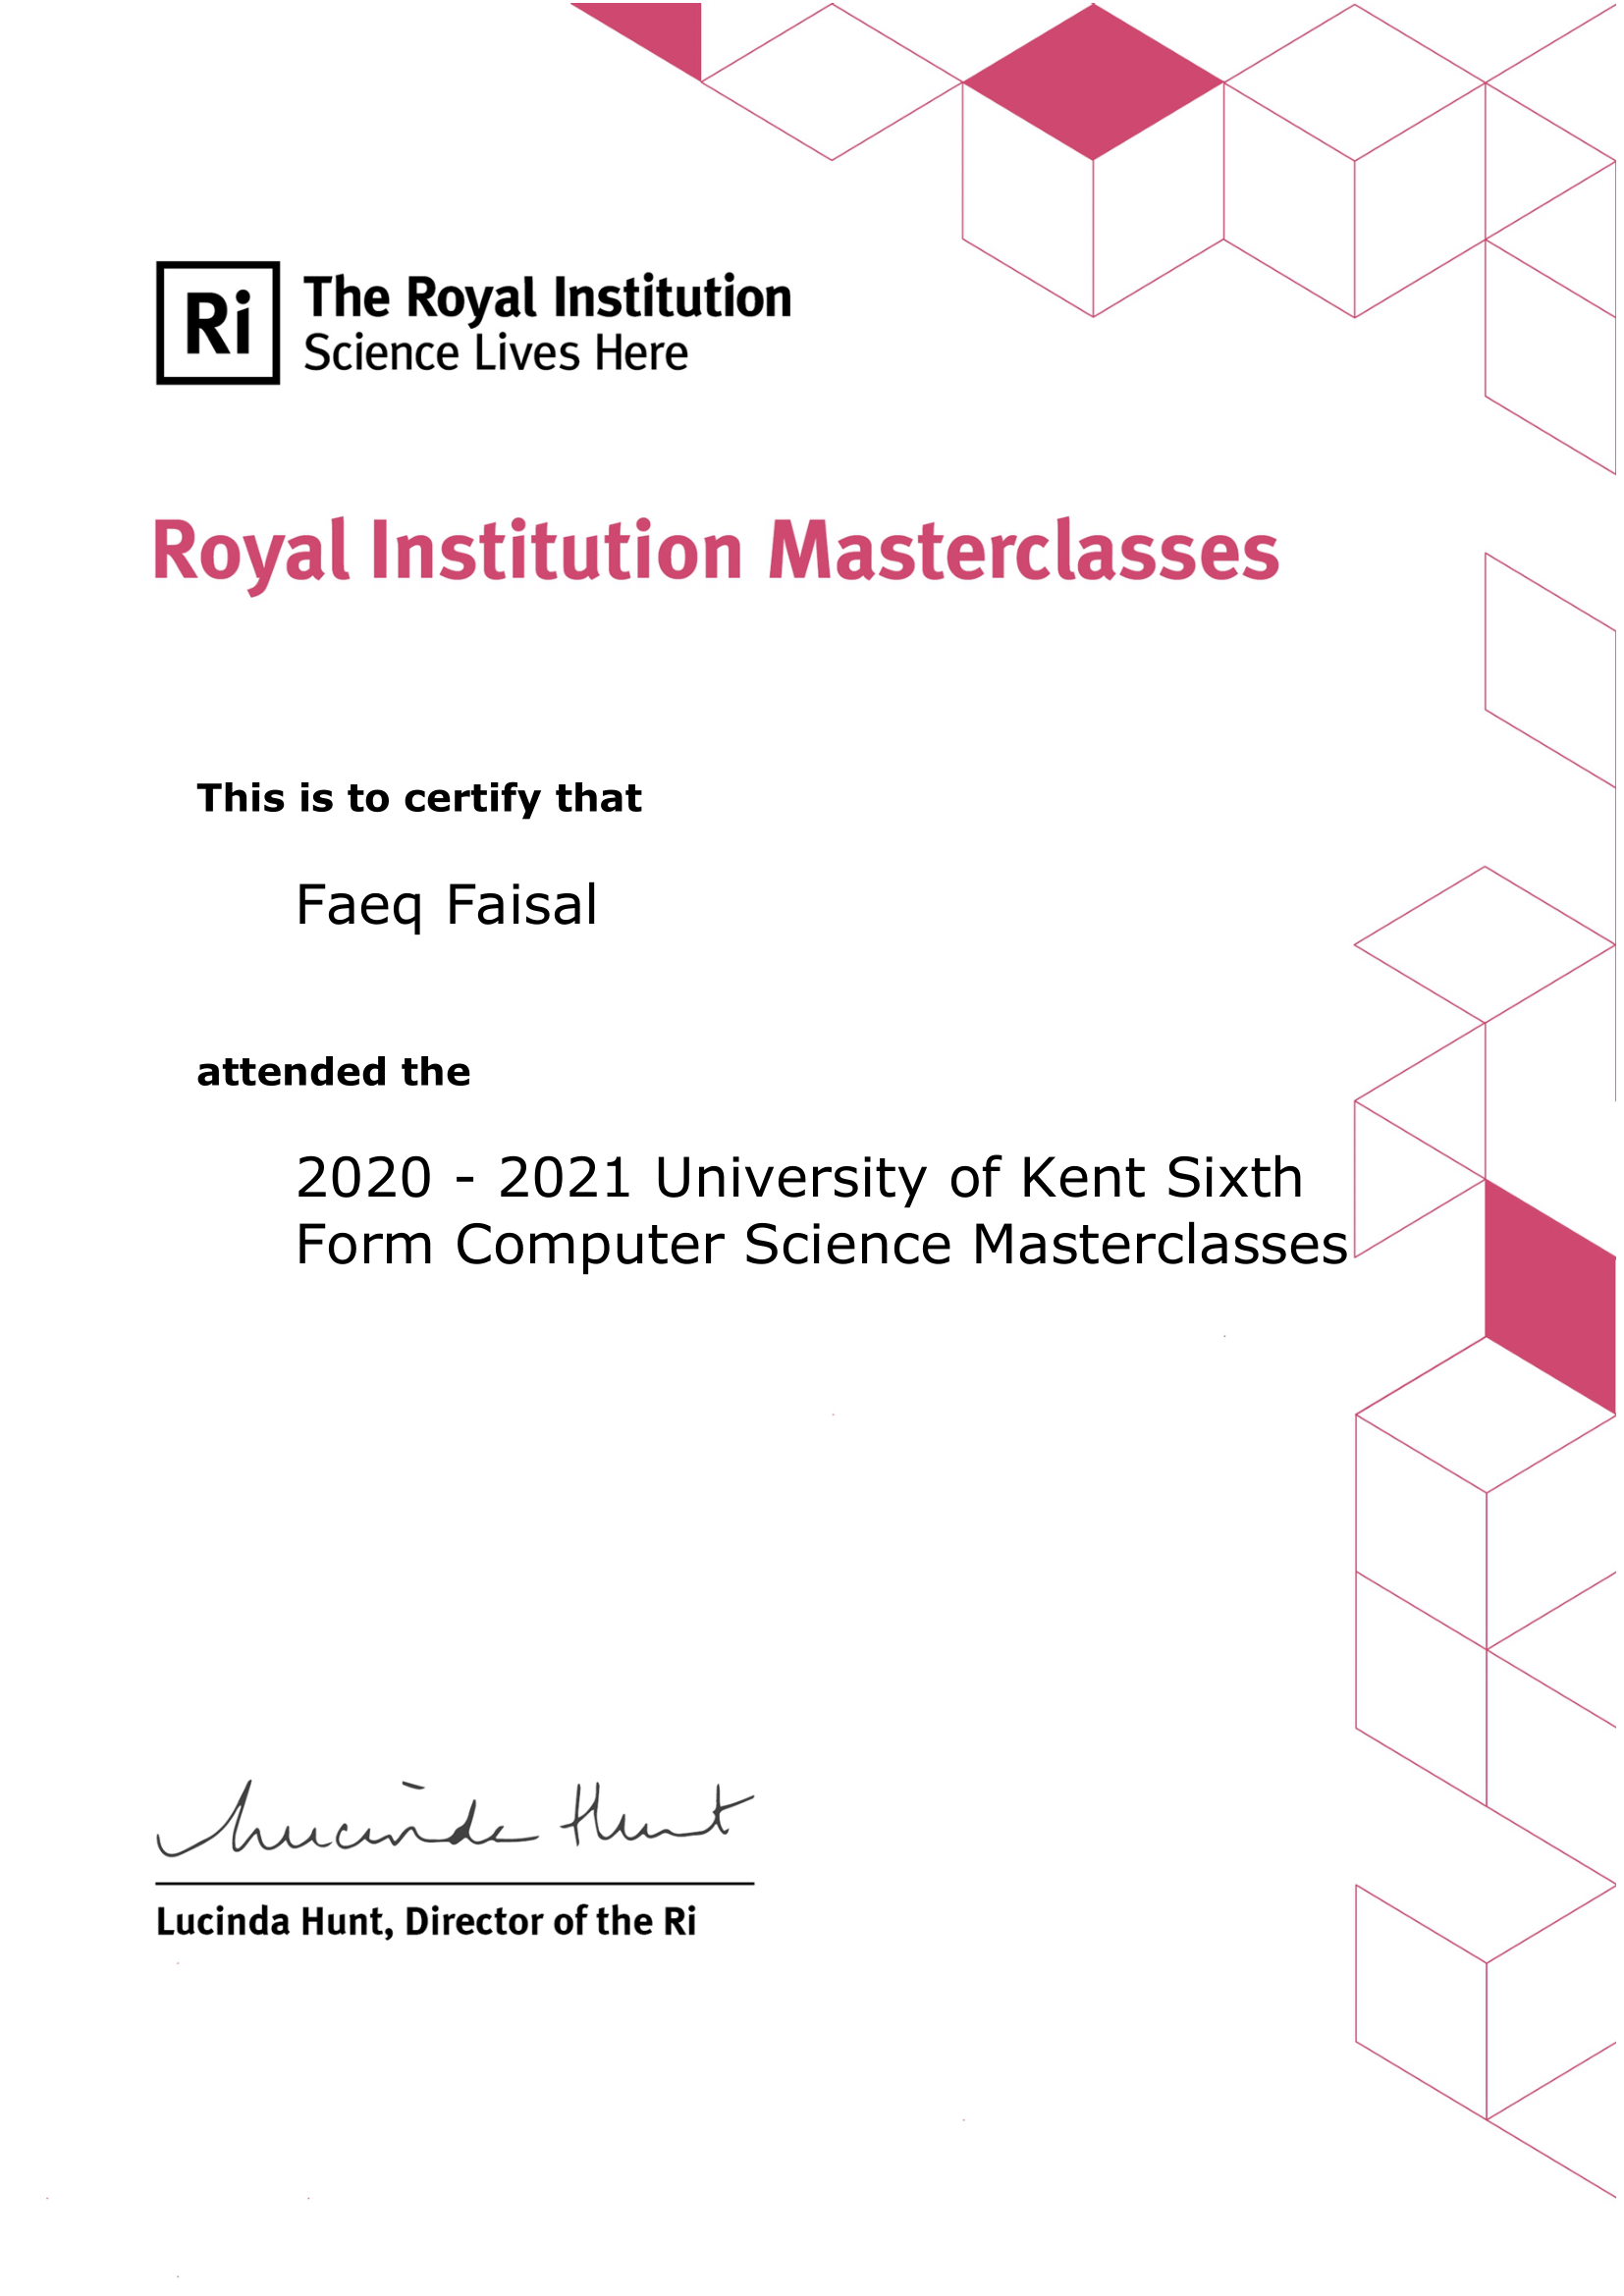 Ri
The Royal Institution
Science Lives Here
Royal Institution Masterclasses
This is to certify that
Faeq Faisal
attended the
2020 - 2021 University of Kent Sixth
Form Computer Science Masterclasses
Lucinda Hunt
Lucinda Hunt, Director of the Ri